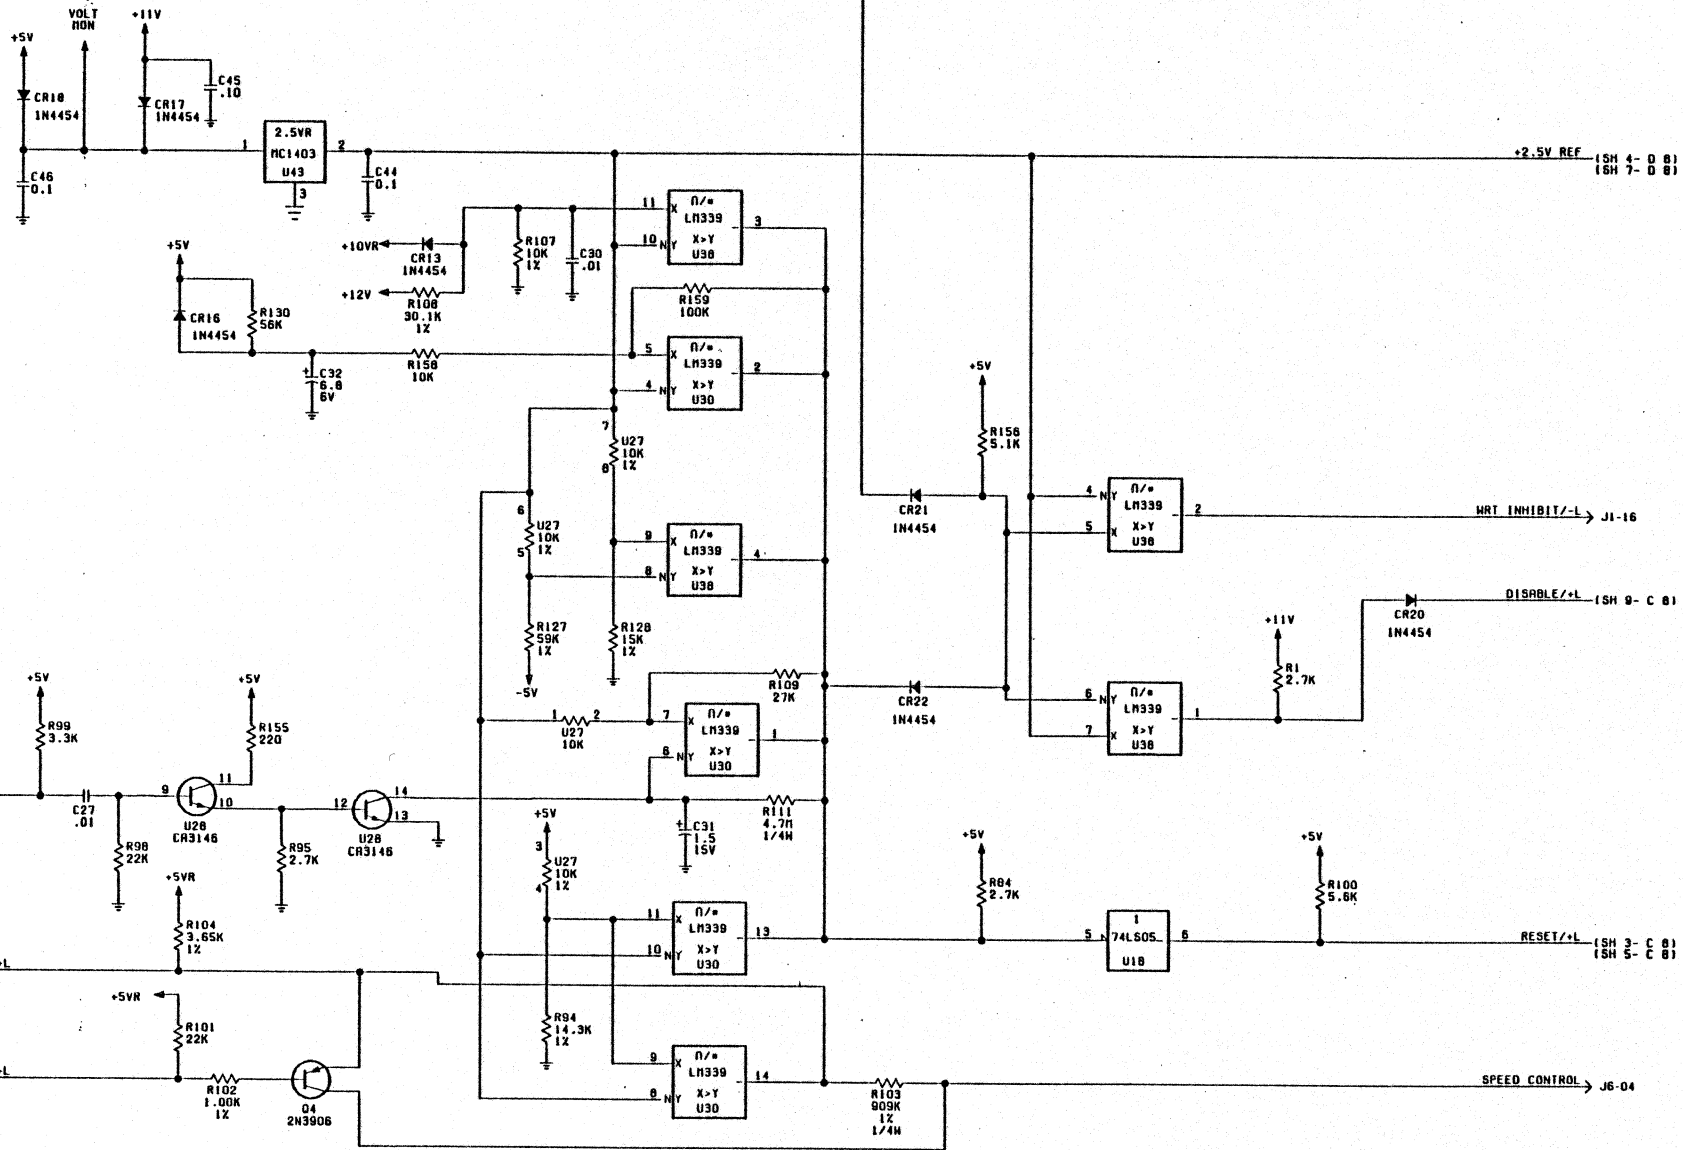 VOLT
MON
+11V
+5V
CR18
1N4454
CR17
1N4454
C45
.10
C46
0.1
1
2.5VR
MC1403
U43
2
3
C44
0.1
+2.5V REF
(SH 4- D 8)
(SH 7- D 8)
+10VR
CR13
1N4454
+12V
R108
30.1K
1%
R107
10K
1%
C30
.01
11
X
10
N
Y
Π/*
LM339
X>Y
U38
3
+5V
CR16
1N4454
R130
56K
C32
6.8
6V
+
R158
10K
R159
100K
5
X
4
N
Y
Π/*
LM339
X>Y
U30
2
7
U27
10K
1%
8
6
U27
10K
1%
5
R127
59K
1%
-5V
R128
15K
1%
9
X
8
N
Y
Π/*
LM339
X>Y
U38
4
+5V
R156
5.1K
CR21
1N4454
4
N
Y
5
X
Π/*
LM339
X>Y
U38
2
WRT INHIBIT/-L
J1-16
DISABLE/+L
(SH 9- C 8)
CR20
1N4454
+11V
R1
2.7K
CR22
1N4454
6
N
Y
7
X
Π/*
LM339
X>Y
U38
1
R109
27K
1
2
U27
10K
7
X
6
N
Y
Π/*
LM339
X>Y
U30
1
+5V
R99
3.3K
+5V
R155
220
C27
.01
R98
22K
9
11
10
U28
CA3146
R95
2.7K
12
14
13
U28
CA3146
+
C31
1.5
15V
R111
4.7M
1/4W
+5V
3
U27
10K
1%
4
11
X
10
N
Y
Π/*
LM339
X>Y
U30
13
+5V
R84
2.7K
5
1
74LS05
U18
6
+5V
R100
5.6K
RESET/+L
(SH 3- C 8)
(SH 5- C 8)
+5VR
R104
3.65K
1%
+L
+5VR
R101
22K
+L
R102
1.00K
1%
Q4
2N3906
R94
14.3K
1%
9
X
8
N
Y
Π/*
LM339
X>Y
U30
14
R103
909K
1%
1/4W
SPEED CONTROL
J6-04